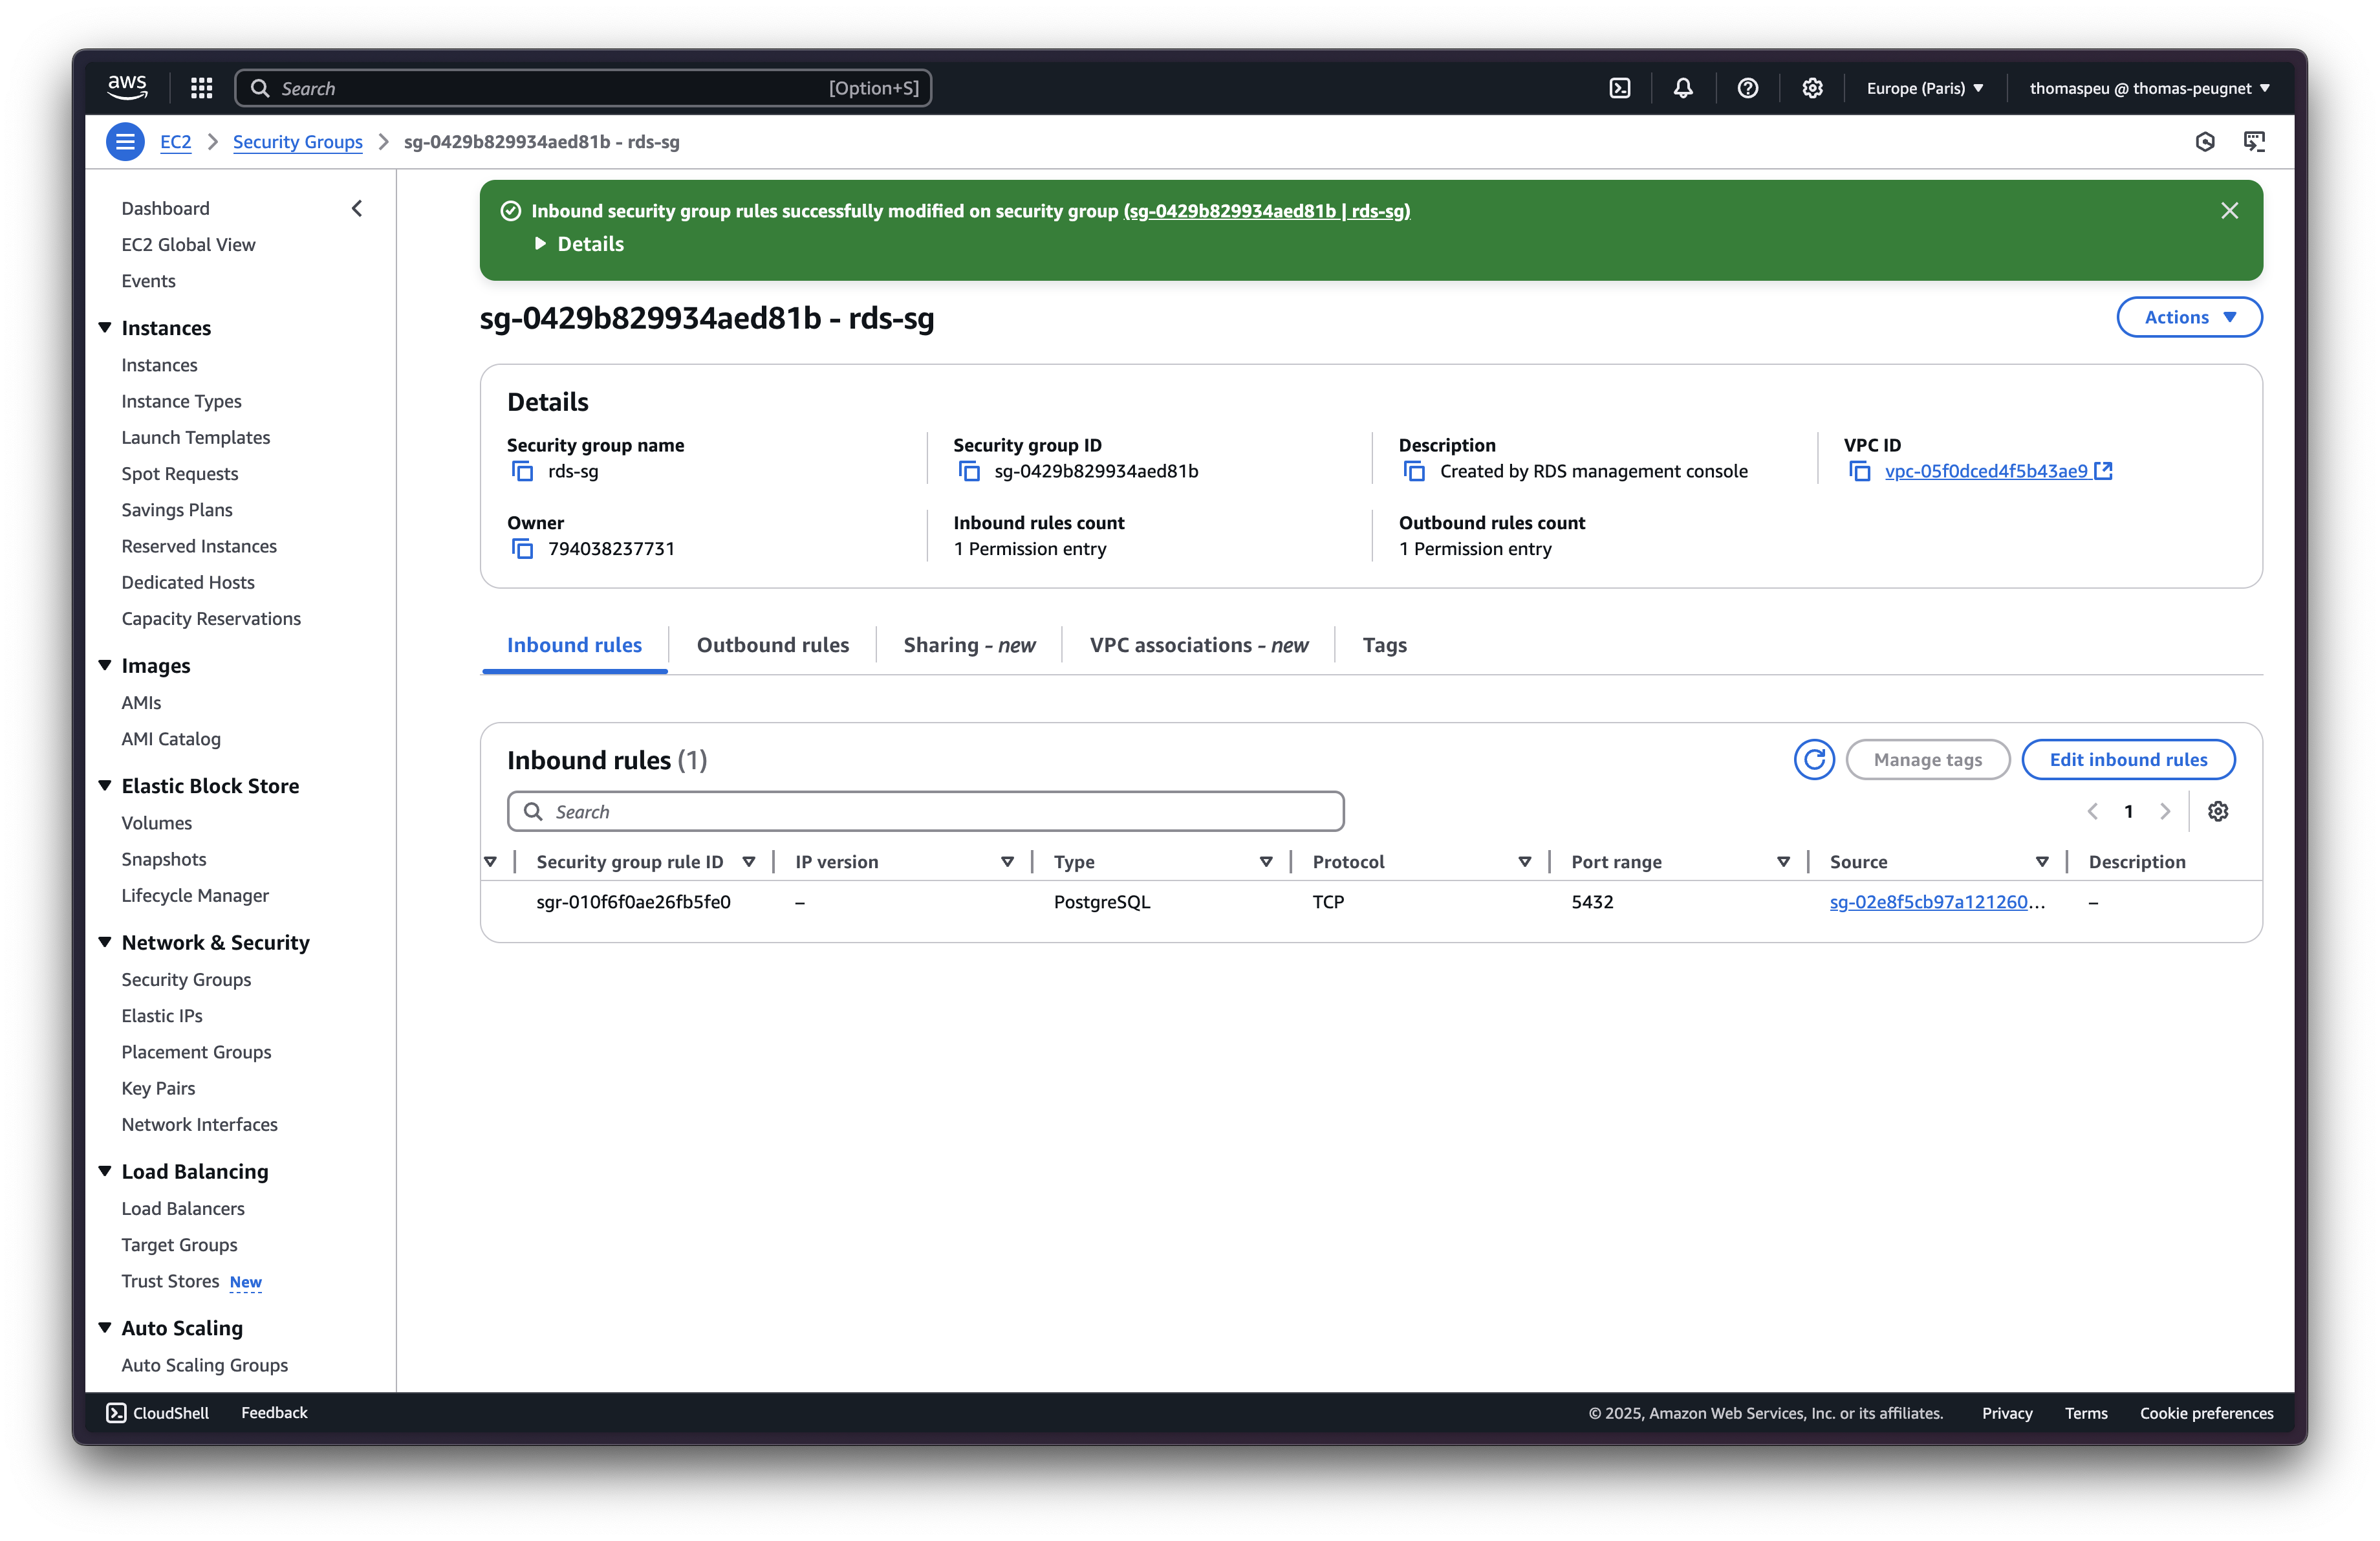 aws
Search [Option+S]
Europe (Paris)
thomaspeu @ thomas-peugnet
EC2
Security Groups
sg-0429b829934aed81b - rds-sg
Dashboard
EC2 Global View
Events
Instances
Instances
Instance Types
Launch Templates
Spot Requests
Savings Plans
Reserved Instances
Dedicated Hosts
Capacity Reservations
Images
AMIs
AMI Catalog
Elastic Block Store
Volumes
Snapshots
Lifecycle Manager
Network & Security
Security Groups
Elastic IPs
Placement Groups
Key Pairs
Network Interfaces
Load Balancing
Load Balancers
Target Groups
Trust Stores New
Auto Scaling
Auto Scaling Groups
Inbound security group rules successfully modified on security group (sg-0429b829934aed81b | rds-sg)
Details
sg-0429b829934aed81b - rds-sg
Actions
Details
Security group name
rds-sg
Security group ID
sg-0429b829934aed81b
Description
Created by RDS management console
VPC ID
vpc-05f0dced4f5b43ae9
Owner
794038237731
Inbound rules count
1 Permission entry
Outbound rules count
1 Permission entry
Inbound rules
Outbound rules
Sharing - new
VPC associations - new
Tags
Inbound rules (1)
Manage tags
Edit inbound rules
Search
1
Security group rule ID IP version Type Protocol Port range Source Description
sgr-010f6f0ae26fb5fe0 – PostgreSQL TCP 5432 sg-02e8f5cb97a121260... –
CloudShell
Feedback
© 2025, Amazon Web Services, Inc. or its affiliates.
Privacy
Terms
Cookie preferences